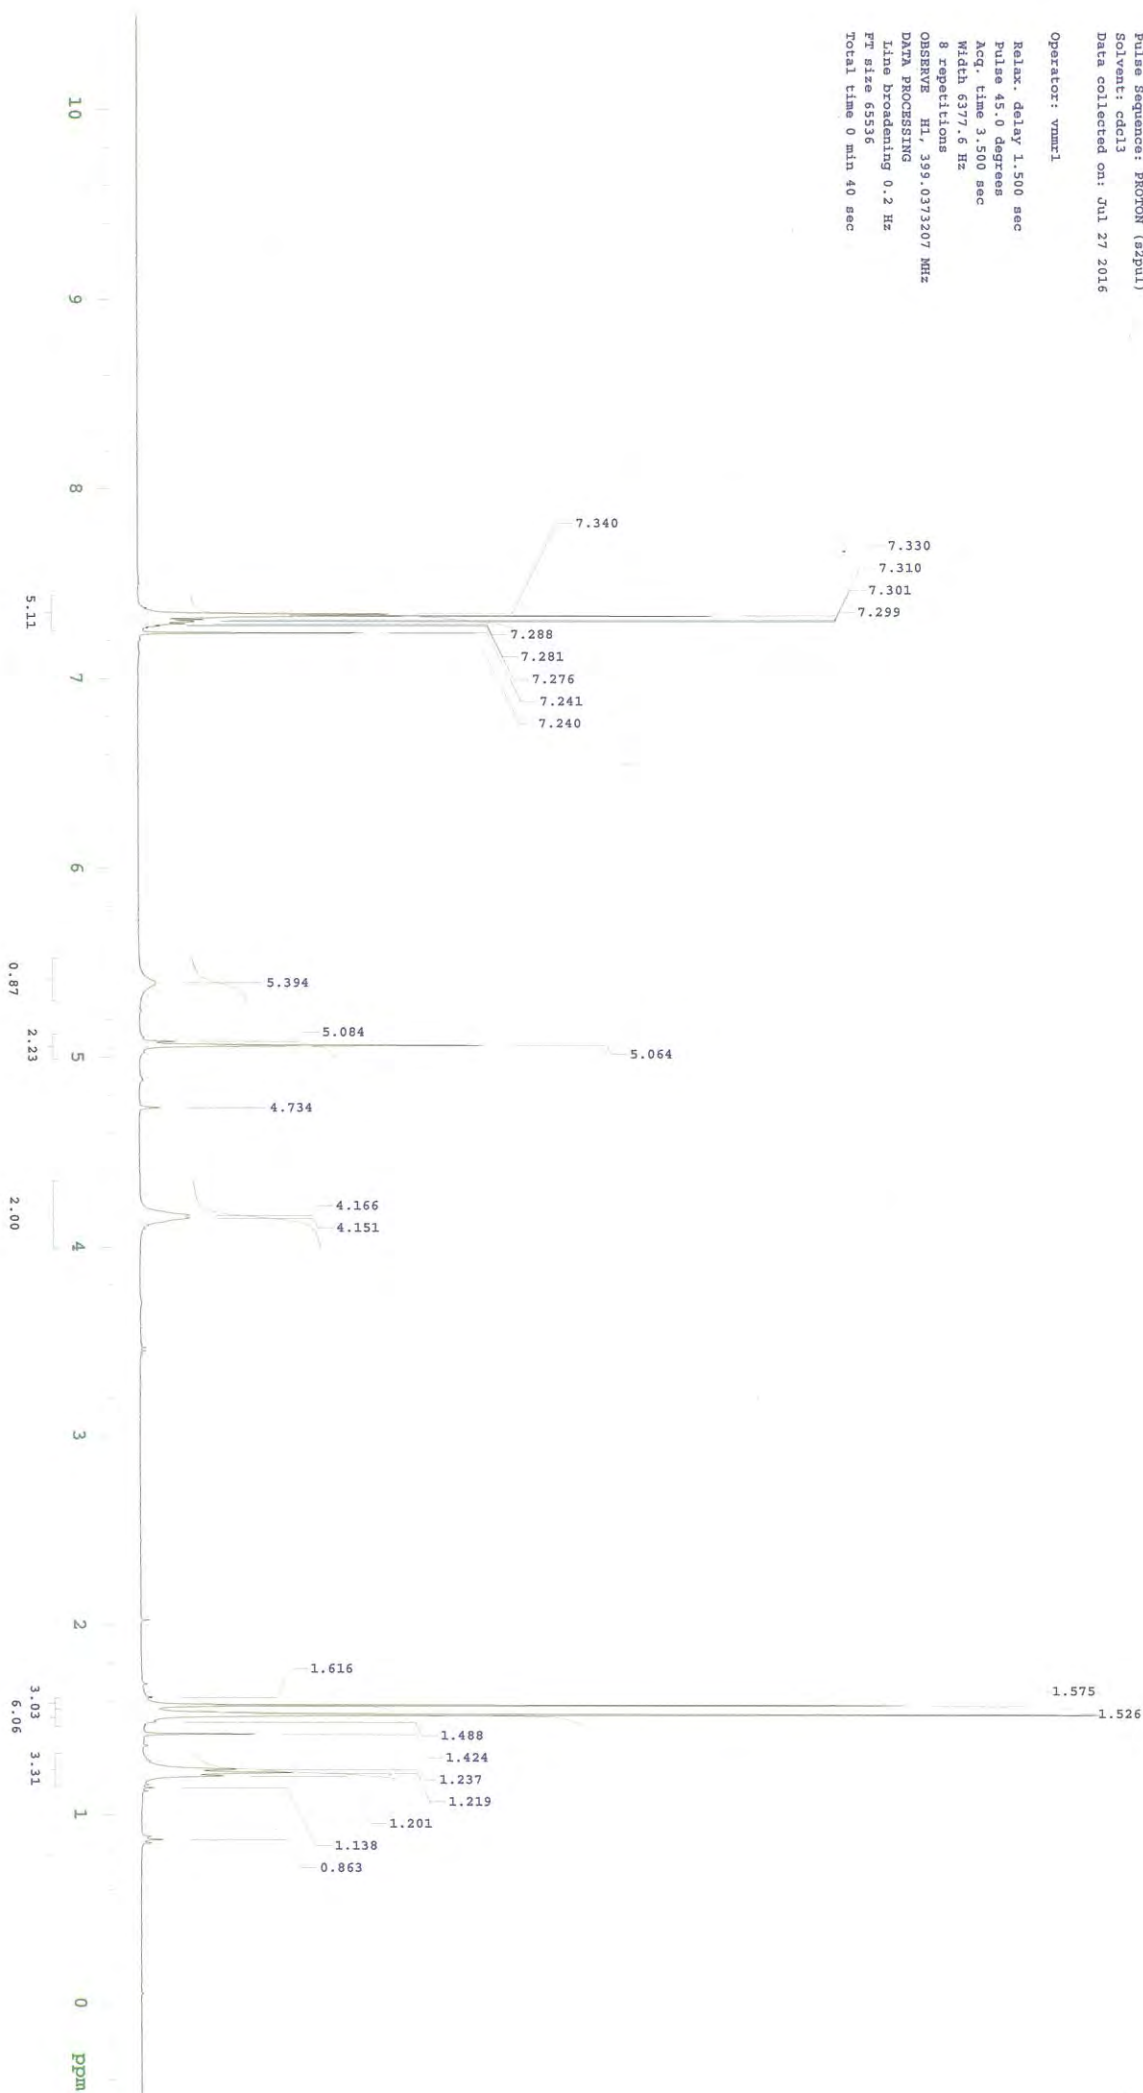 Pulse Sequence: PROTON (s2pul)
Solvent: cdcl3
Data collected on: Jul 27 2016
Operator: vnmr1
Relax. delay 1.500 sec
Pulse 45.0 degrees
Acq. time 3.500 sec
Width 6377.6 Hz
8 repetitions
OBSERVE H1, 399.0373207 MHz
DATA PROCESSING
Line broadening 0.2 Hz
FT size 65536
Total time 0 min 40 sec
7.340
7.330
7.310
7.301
7.299
7.288
7.281
7.276
7.241
7.240
5.394
5.084
5.064
4.734
4.166
4.151
1.616
1.575
1.526
1.488
1.424
1.237
1.219
1.201
1.138
0.863
10 9 8 7 6 5 4 3 2 1 0 ppm
5.11 0.87 2.23 2.00 3.03 6.06 3.31